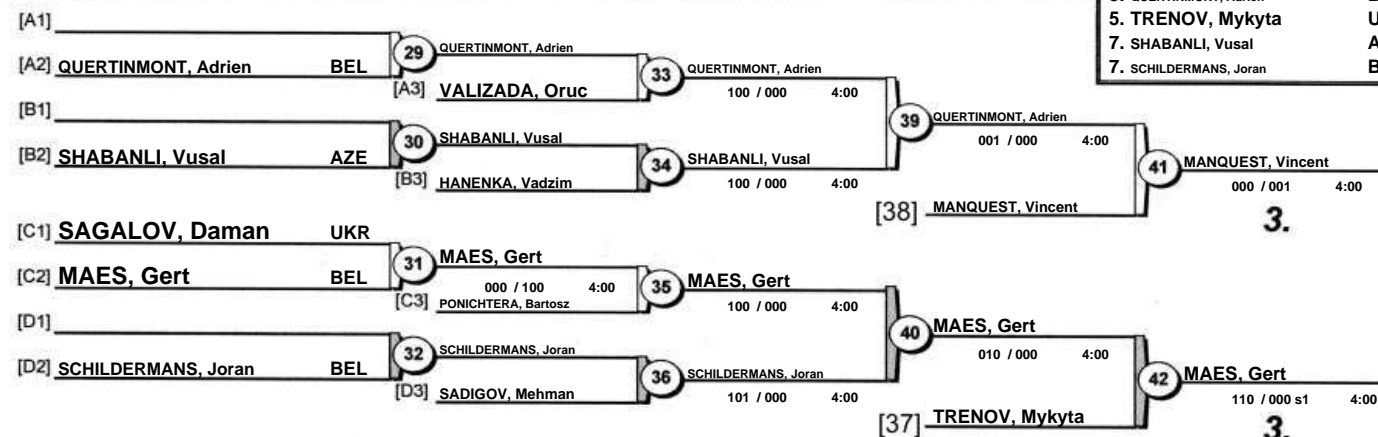 5. TRENOV, Mykyta U
7. SHABANLI, Vusal A
7. SCHILDERMANS, Joran B
[A1]
[A2] QUERTINMONT, Adrien BEL
29
QUERTINMONT, Adrien
[A3] VALIZADA, Oruc
33
QUERTINMONT, Adrien
100 / 000 4:00
[B1]
[B2] SHABANLI, Vusal AZE
30
SHABANLI, Vusal
[B3] HANENKA, Vadzim
34
SHABANLI, Vusal
100 / 000 4:00
39
QUERTINMONT, Adrien
001 / 000 4:00
[38] MANQUEST, Vincent
41
MANQUEST, Vincent
000 / 001 4:00
3.
[C1] SAGALOV, Daman UKR
[C2] MAES, Gert BEL
31
MAES, Gert
000 / 100 4:00
[C3] PONICHTERA, Bartosz
35
MAES, Gert
100 / 000 4:00
[D1]
[D2] SCHILDERMANS, Joran BEL
32
SCHILDERMANS, Joran
[D3] SADIGOV, Mehman
36
SCHILDERMANS, Joran
101 / 000 4:00
40
MAES, Gert
010 / 000 4:00
[37] TRENOV, Mykyta
42
MAES, Gert
110 / 000 s1 4:00
3.